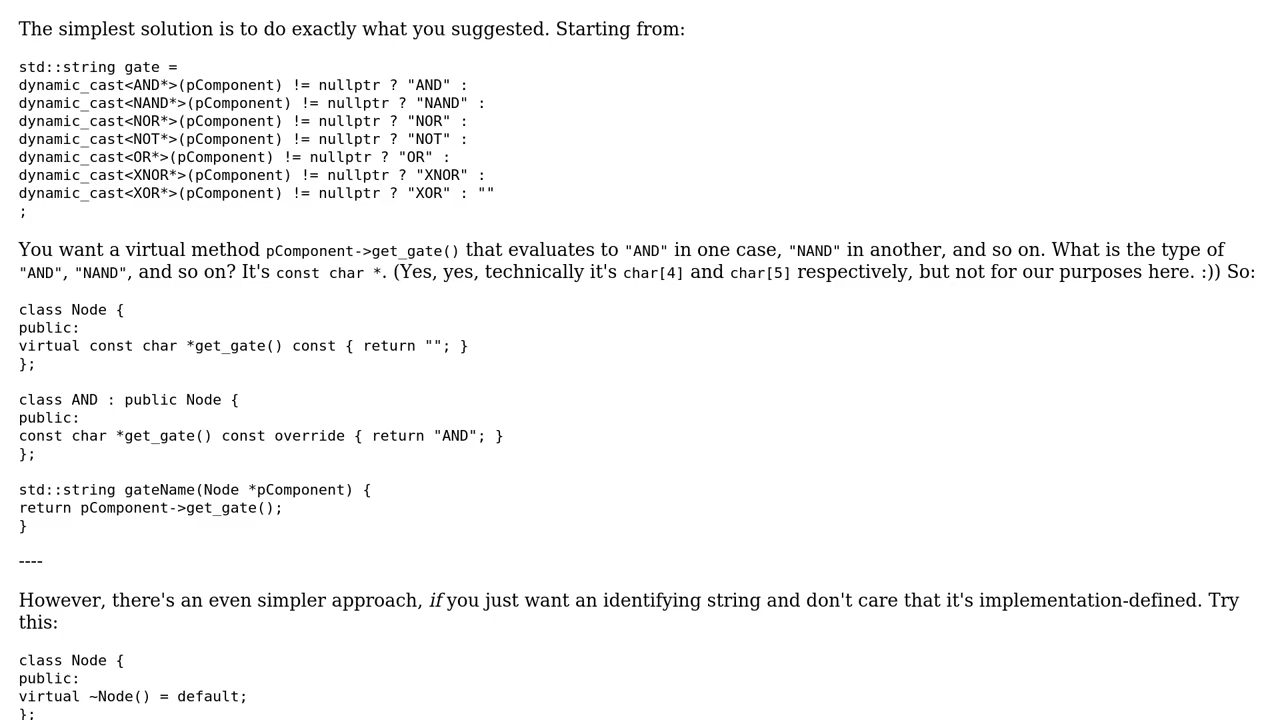 The simplest solution is to do exactly what you suggested. Starting from:
std::string gate =
dynamic_cast<AND*>(pComponent) != nullptr ? "AND" :
dynamic_cast<NAND*>(pComponent) != nullptr ? "NAND" :
dynamic_cast<NOR*>(pComponent) != nullptr ? "NOR" :
dynamic_cast<NOT*>(pComponent) != nullptr ? "NOT" :
dynamic_cast<OR*>(pComponent) != nullptr ? "OR" :
dynamic_cast<XNOR*>(pComponent) != nullptr ? "XNOR" :
dynamic_cast<XOR*>(pComponent) != nullptr ? "XOR" : ""
;
You want a virtual method pComponent->get_gate() that evaluates to "AND" in one case, "NAND" in another, and so on. What is the type of
"AND", "NAND", and so on? It's const char *. (Yes, yes, technically it's char[4] and char[5] respectively, but not for our purposes here. :)) So:
class Node {
public:
virtual const char *get_gate() const { return ""; }
};
class AND : public Node {
public:
const char *get_gate() const override { return "AND"; }
};
std::string gateName(Node *pComponent) {
return pComponent->get_gate();
}
----
However, there's an even simpler approach, if you just want an identifying string and don't care that it's implementation-defined. Try
this:
class Node {
public:
virtual ~Node() = default;
};